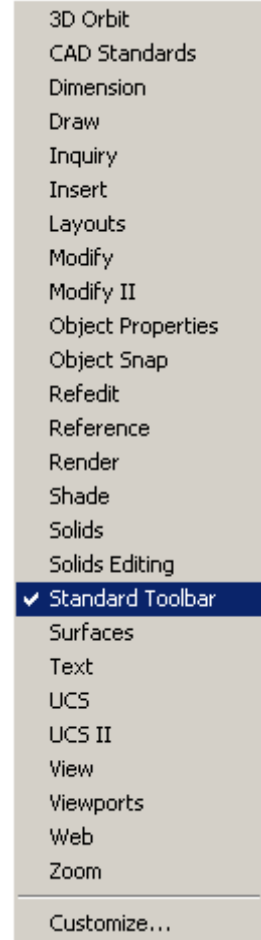 3D Orbit
CAD Standards
Dimension
Draw
Inquiry
Insert
Layouts
Modify
Modify II
Object Properties
Object Snap
Refedit
Reference
Render
Shade
Solids
Solids Editing
Standard Toolbar
Surfaces
Text
UCS
UCS II
View
Viewports
Web
Zoom
Customize...